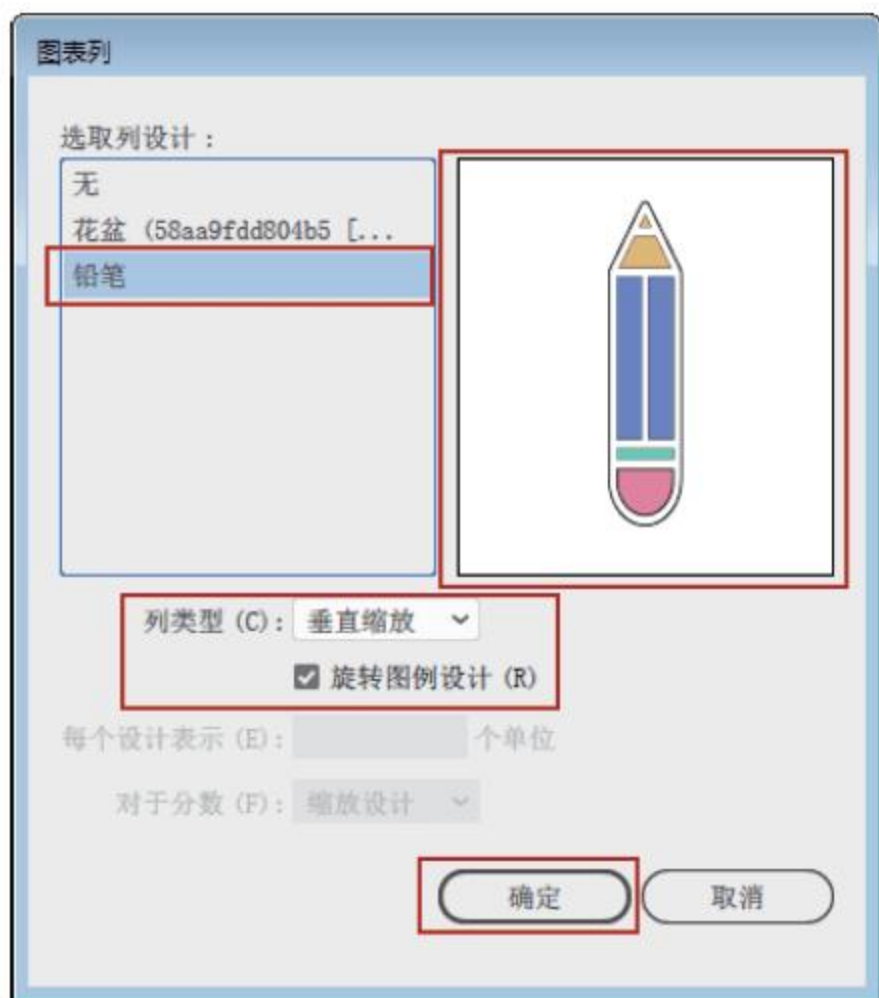 图表列
选取列设计：
无
花盆 (58aa9fdd804b5 [...
铅笔
列类型 (C): 垂直缩放
旋转图例设计 (R)
每个设计表示 (E): 个单位
对于分数 (F): 缩放设计
确定 取消